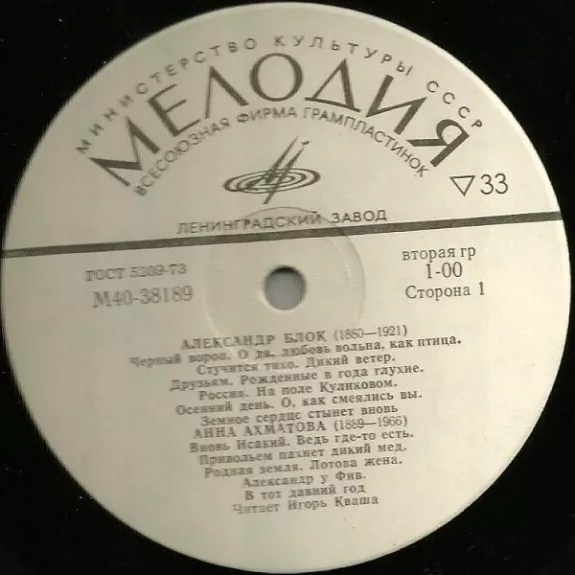 МИНИСТЕРСТВО КУЛЬТУРЫ СССР
МЕЛОДИЯ
ВСЕСОЮЗНАЯ ФИРМА ГРАМПЛАСТИНОК
▽33
ЛЕНИНГРАДСКИЙ ЗАВОД
ГОСТ 5289-73
М40-38189
вторая гр
1-00
Сторона 1
АЛЕКСАНДР БЛОК (1880—1921)
Черный ворон. О да, любовь вольна, как птица.
Случится тихо. Дикий ветер.
Друзьям. Рожденные в года глухие.
Россия. На поле Куликовом.
Осенний день. О, как смеялись вы.
Земное сердце стынет вновь
АННА АХМАТОВА (1889—1966)
Вновь Исакий. Ведь где-то есть.
Привольем пахнет дикий мед.
Родная земля. Лотова жена.
Александр у Фив.
В тот давний год
Читает Игорь Кваша